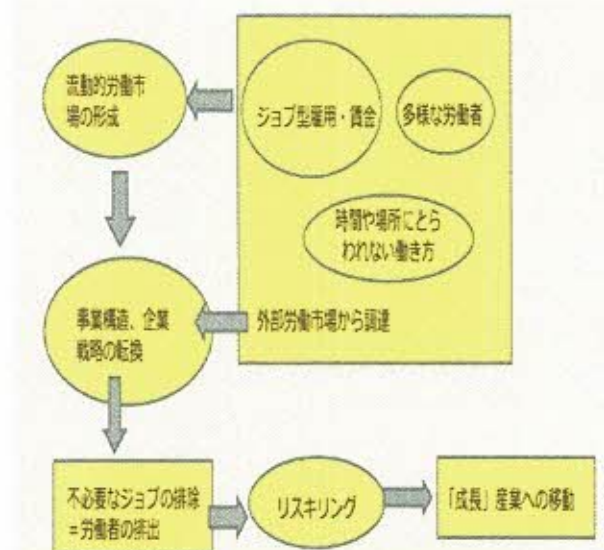 流動的労働市
場の形成
ジョブ型雇用・賃金
多様な労働者
時間や場所にとら
われない働き方
事業構造、企業
戦略の転換
外部労働市場から調達
不必要なジョブの排除
=労働者の排出
リスキリング
「成長」産業への移動